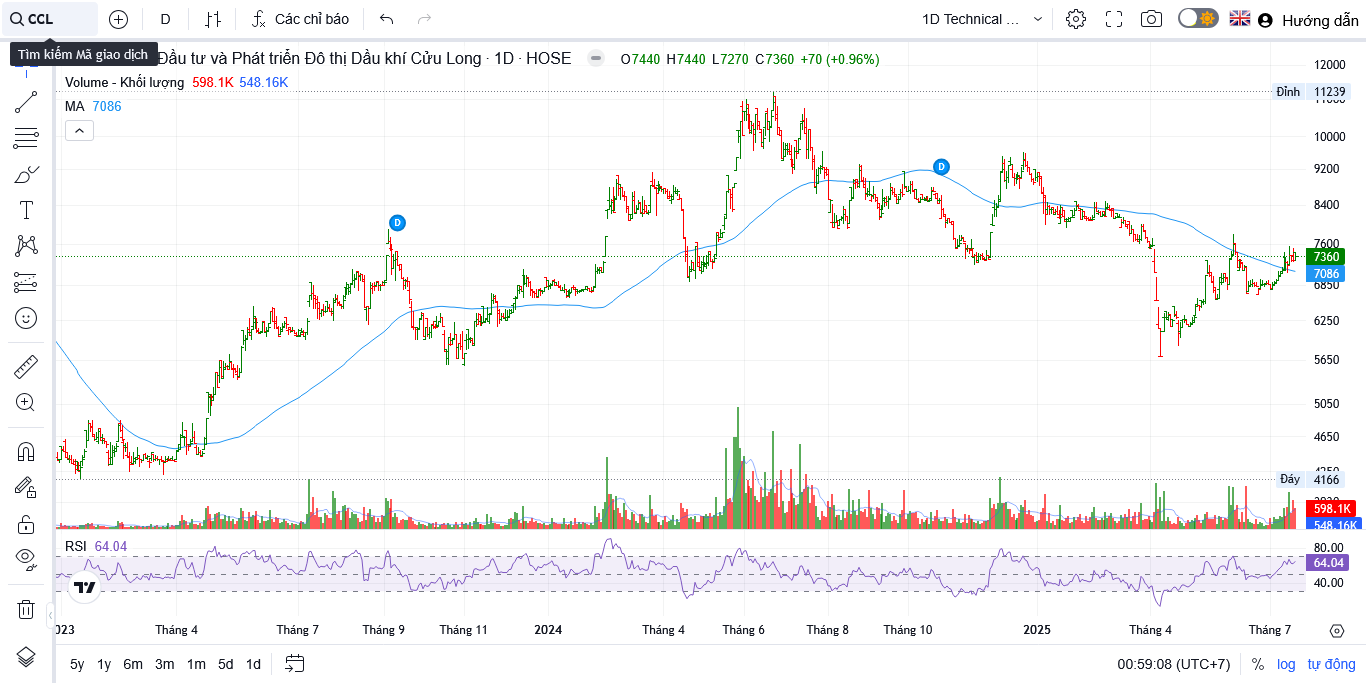 CCL
D
Các chỉ báo
1D Technical ...
Hướng dẫn
Tìm kiếm Mã giao dịch
Đầu tư và Phát triển Đô thị Dầu khí Cửu Long · 1D · HOSE
O7440 H7440 L7270 C7360 +70 (+0.96%)
Volume - Khối lượng 598.1K 548.16K
MA 7086
12000
Đỉnh 11239
11000
10000
9200
8400
7600
7360
7086
6850
6250
5650
5050
4650
4250
Đáy 4166
598.1K
548.16K
D
D
RSI 64.04
80.00
64.04
40.00
023 Tháng 4 Tháng 7 Tháng 9 Tháng 11 2024 Tháng 4 Tháng 6 Tháng 8 Tháng 10 2025 Tháng 4 Tháng 7
5y 1y 6m 3m 1m 5d 1d
00:59:08 (UTC+7) % log tự động